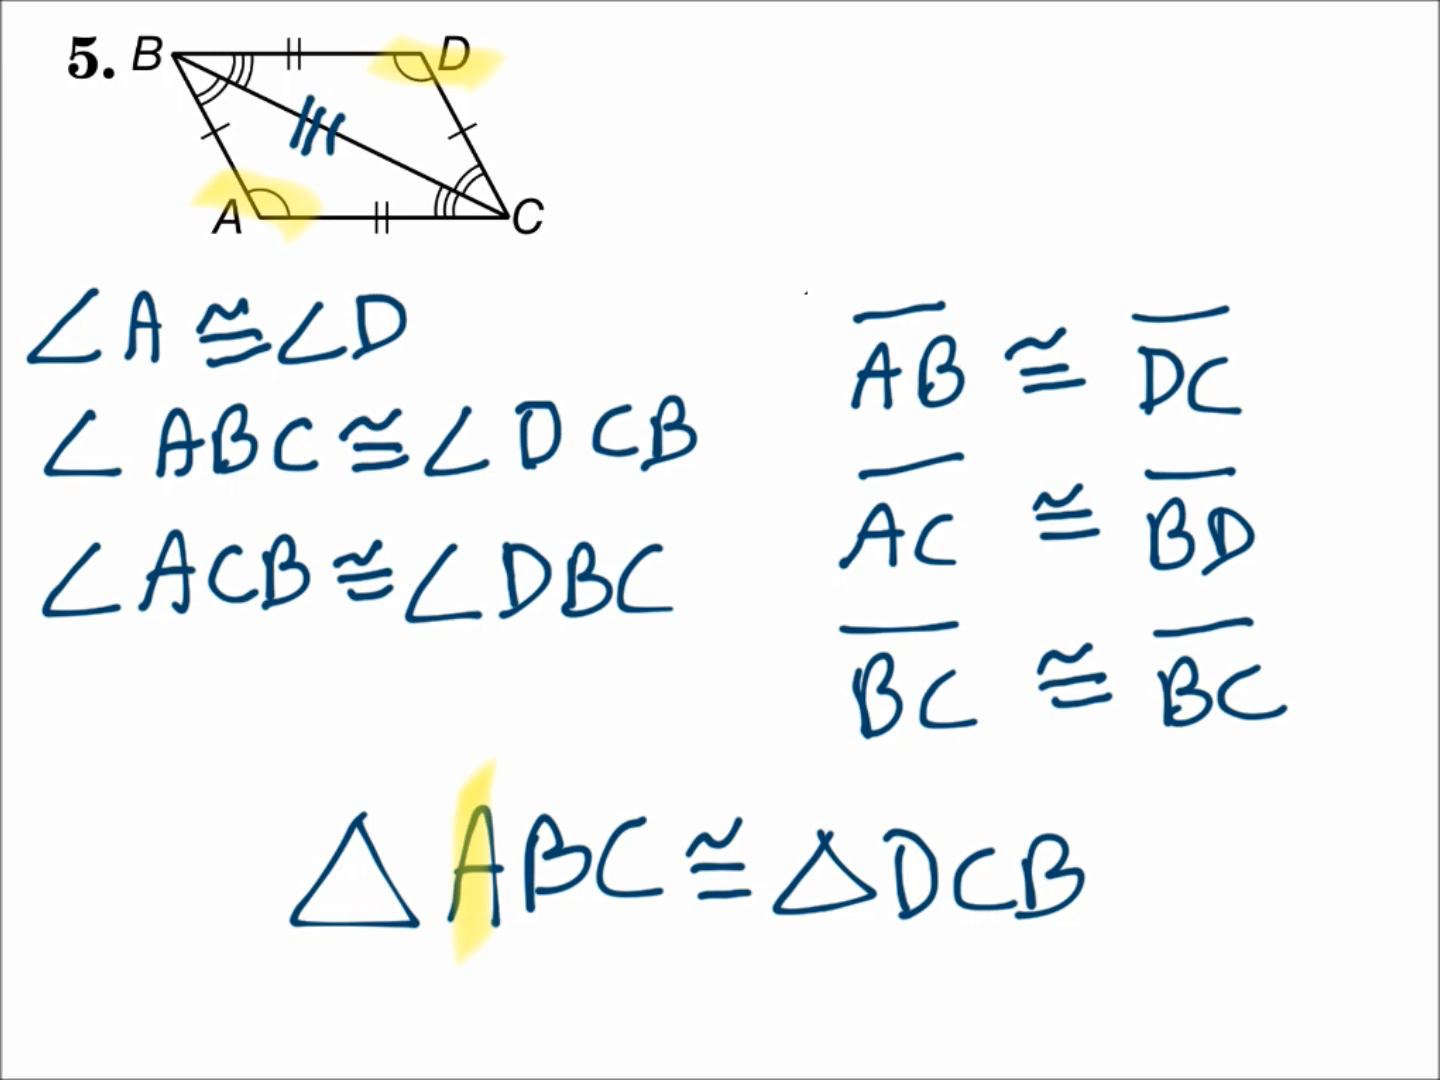 5. B D
A C
∠A ≅ ∠D
∠ABC ≅ ∠DCB
∠ACB ≅ ∠DBC
AB ≅ DC
AC ≅ BD
BC ≅ BC
△ABC ≅ △DCB